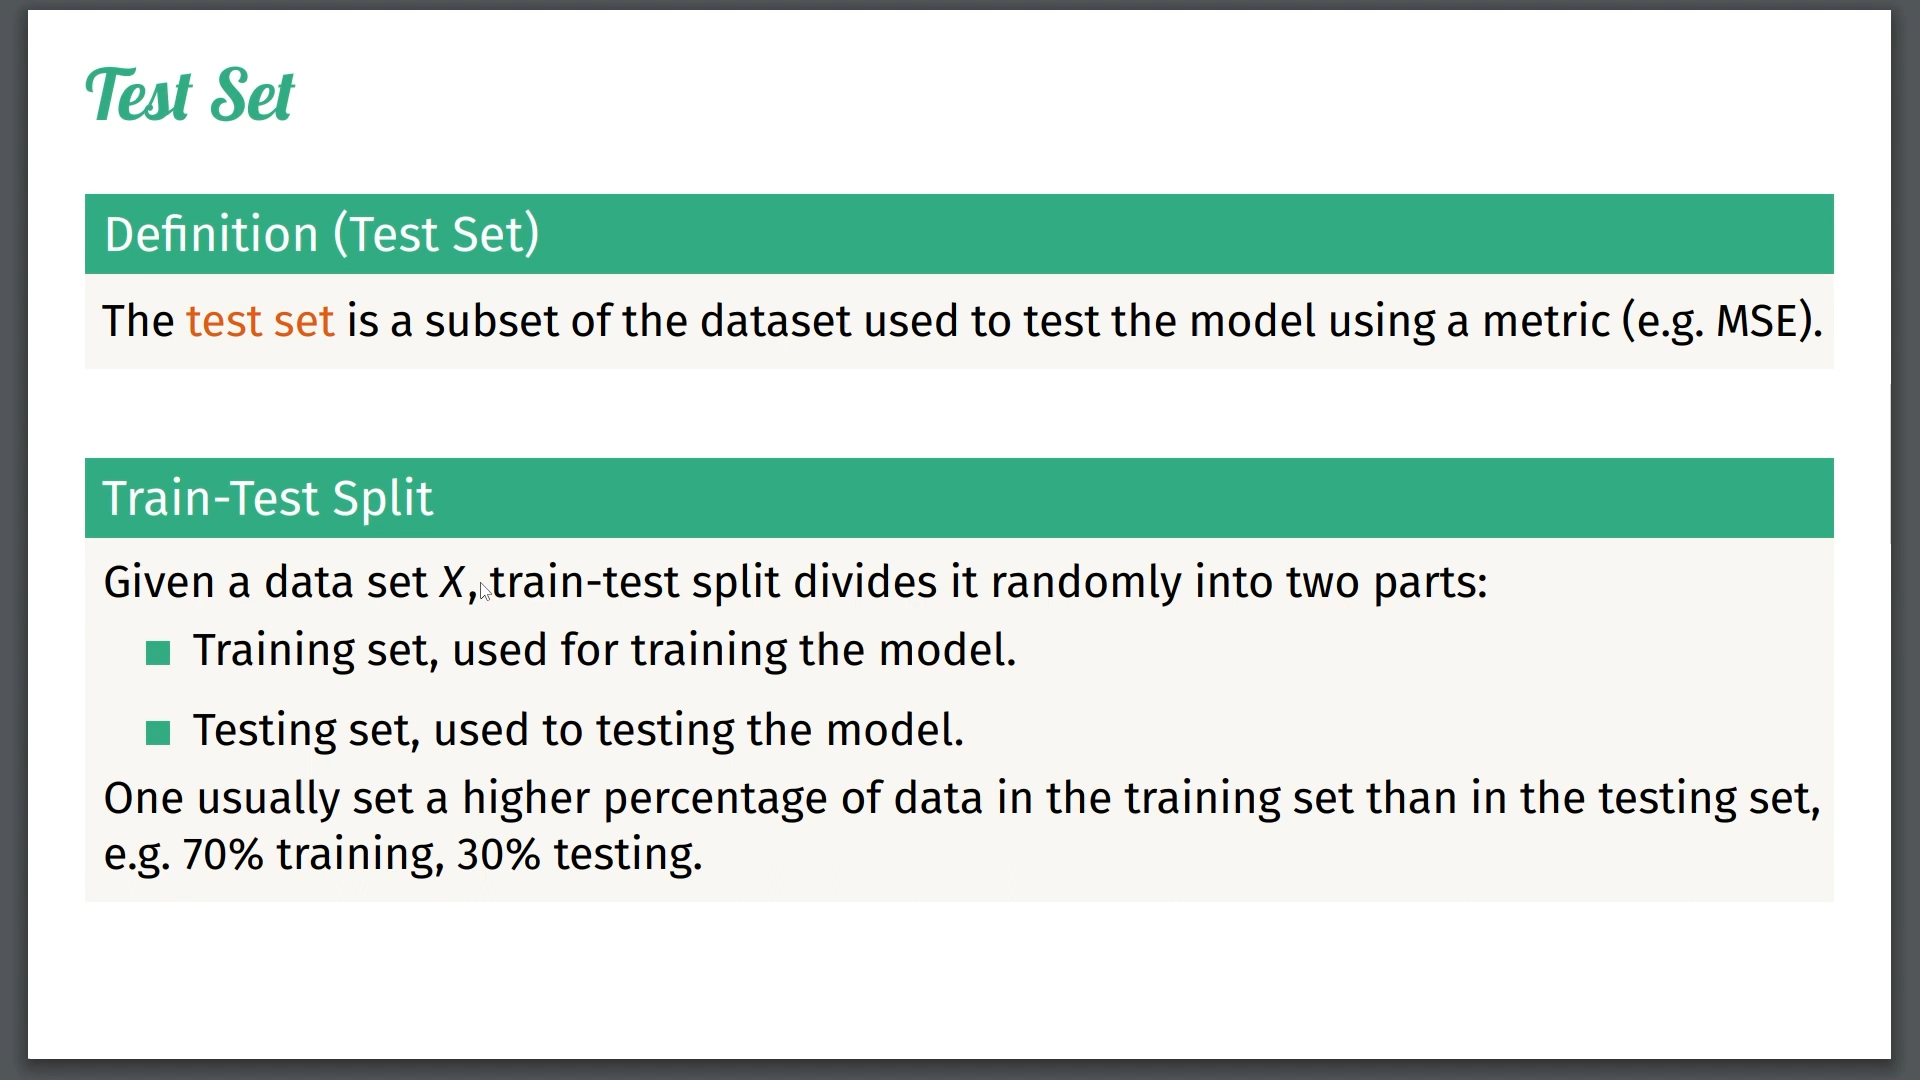 Test Set
Definition (Test Set)
The test set is a subset of the dataset used to test the model using a metric (e.g. MSE).
Train-Test Split
Given a data set X, train-test split divides it randomly into two parts:
Training set, used for training the model.
Testing set, used to testing the model.
One usually set a higher percentage of data in the training set than in the testing set,
e.g. 70% training, 30% testing.